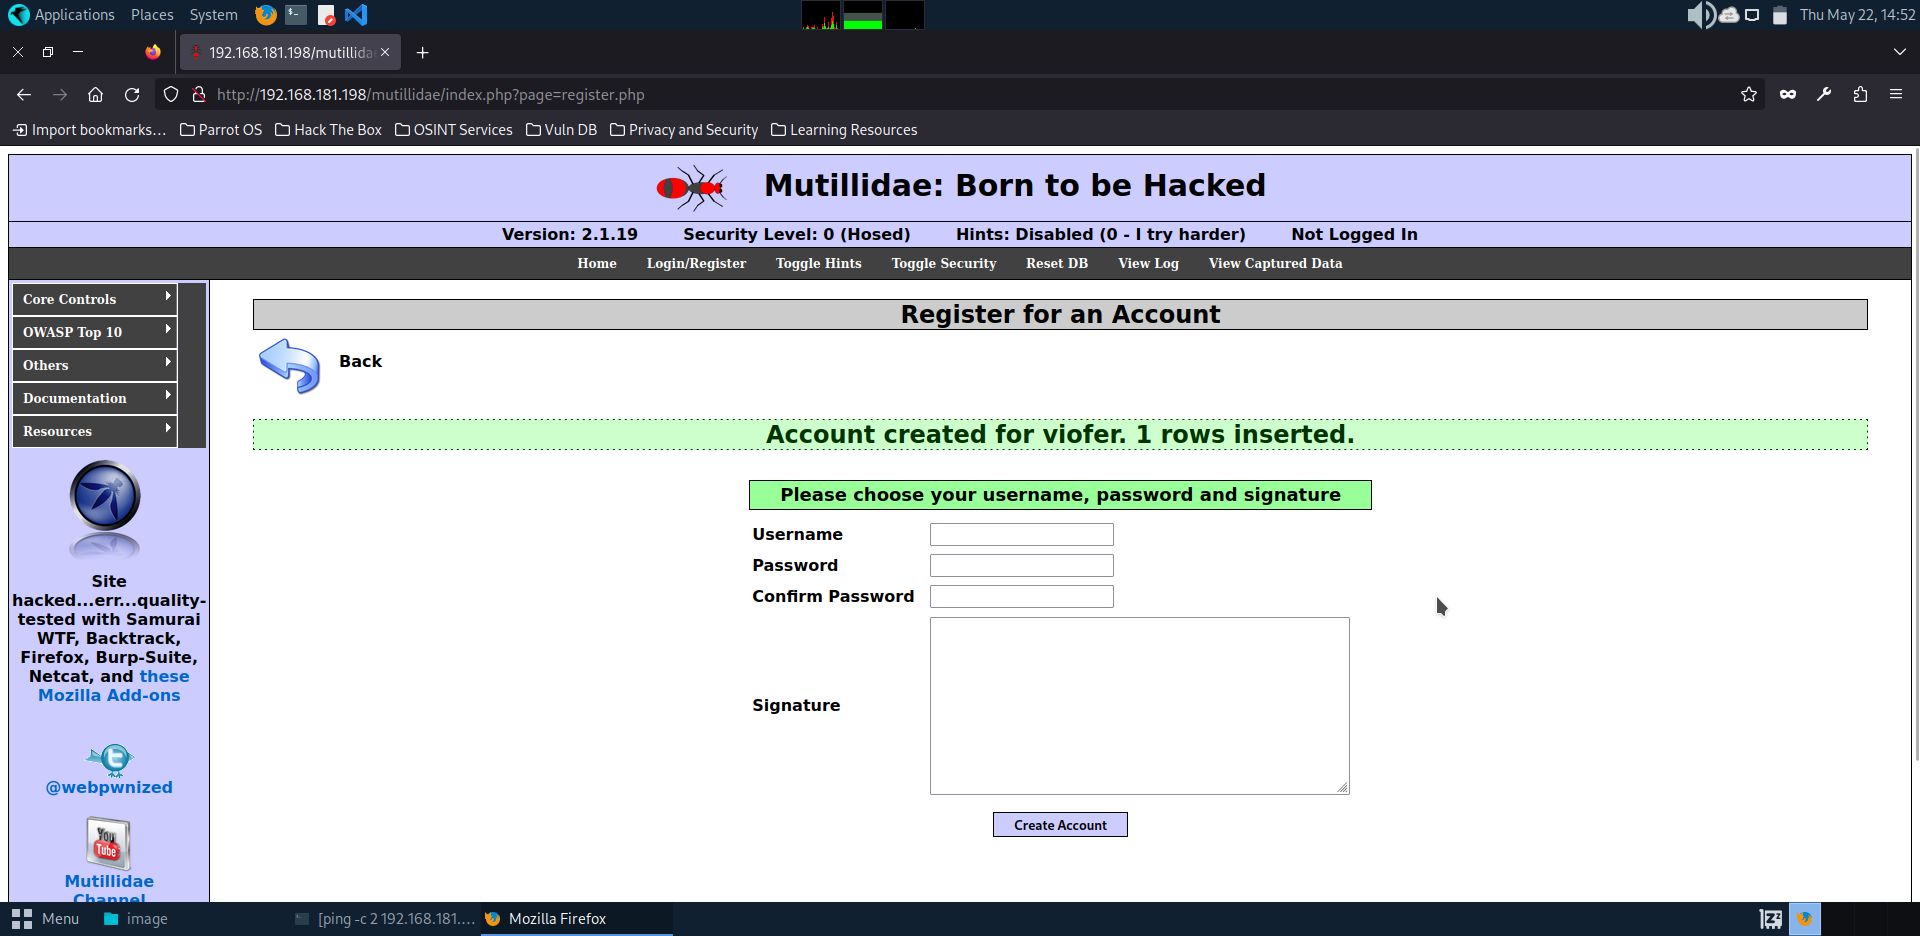 Applications Places System
Thu May 22, 14:52
192.168.181.198/mutillida
http://192.168.181.198/mutillidae/index.php?page=register.php
Import bookmarks... Parrot OS Hack The Box OSINT Services Vuln DB Privacy and Security Learning Resources
Mutillidae: Born to be Hacked
Version: 2.1.19 Security Level: 0 (Hosed) Hints: Disabled (0 - I try harder) Not Logged In
Home Login/Register Toggle Hints Toggle Security Reset DB View Log View Captured Data
Core Controls
OWASP Top 10
Others
Documentation
Resources
Site
hacked...err...quality-
tested with Samurai
WTF, Backtrack,
Firefox, Burp-Suite,
Netcat, and these
Mozilla Add-ons
@webpwnized
You
Tube
Mutillidae
Channel
Register for an Account
Back
Account created for viofer. 1 rows inserted.
Please choose your username, password and signature
Username
Password
Confirm Password
Signature
Create Account
Menu image [ping -c 2 192.168.181.... Mozilla Firefox